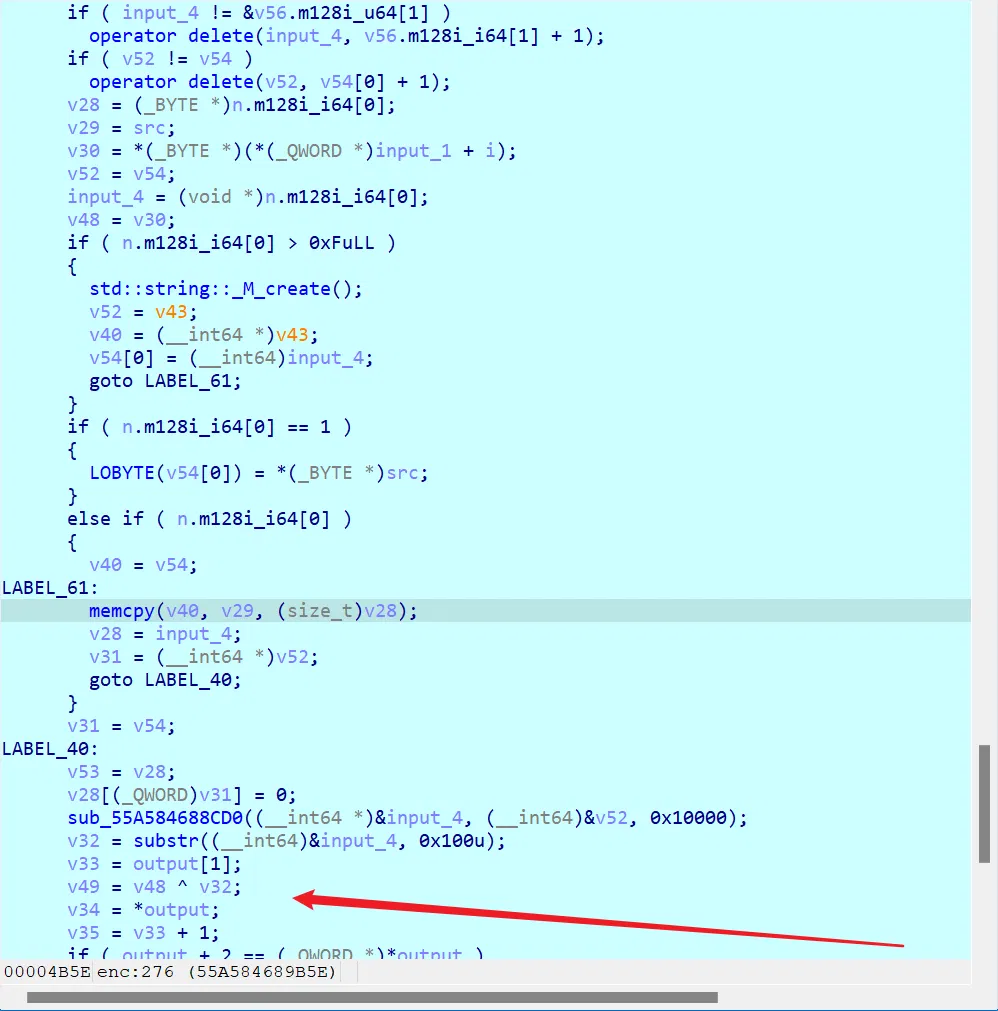 if ( input_4 != &v56.m128i_u64[1] )
operator delete(input_4, v56.m128i_i64[1] + 1);
if ( v52 != v54 )
operator delete(v52, v54[0] + 1);
v28 = (_BYTE *)n.m128i_i64[0];
v29 = src;
v30 = *(_BYTE *)(*(_QWORD *)input_1 + i);
v52 = v54;
input_4 = (void *)n.m128i_i64[0];
v48 = v30;
if ( n.m128i_i64[0] > 0xFuLL )
{
std::string::_M_create();
v52 = v43;
v40 = (__int64 *)v43;
v54[0] = (__int64)input_4;
goto LABEL_61;
}
if ( n.m128i_i64[0] == 1 )
{
LOBYTE(v54[0]) = *(_BYTE *)src;
}
else if ( n.m128i_i64[0] )
{
v40 = v54;
LABEL_61:
memcpy(v40, v29, (size_t)v28);
v28 = input_4;
v31 = (__int64 *)v52;
goto LABEL_40;
}
v31 = v54;
LABEL_40:
v53 = v28;
v28[(_QWORD)v31] = 0;
sub_55A584688CD0((__int64 *)&input_4, (__int64)&v52, 0x10000);
v32 = substr((__int64)&input_4, 0x100u);
v33 = output[1];
v49 = v48 ^ v32;
v34 = *output;
v35 = v33 + 1;
if ( output + 2 == (_QWORD *)*output )
00004B5E enc:276 (55A584689B5E)